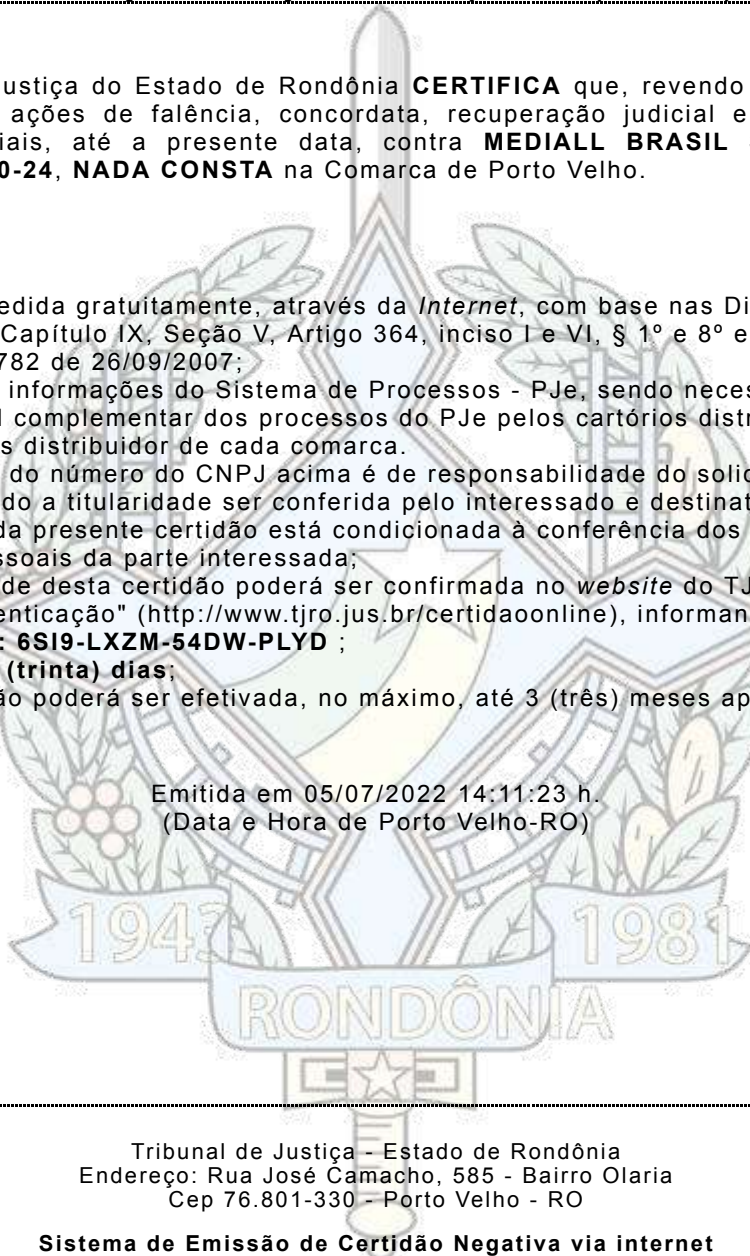 ustiça do Estado de Rondônia CERTIFICA que, revendo
ações de falência, concordata, recuperação judicial e
iais, até a presente data, contra MEDIALL BRASIL
0-24, NADA CONSTA na Comarca de Porto Velho.
edida gratuitamente, através da Internet, com base nas Di
Capítulo IX, Seção V, Artigo 364, inciso I e VI, § 1º e 8º e
782 de 26/09/2007;
informações do Sistema de Processos - PJe, sendo neces
l complementar dos processos do PJe pelos cartórios distr
s distribuidor de cada comarca.
do número do CNPJ acima é de responsabilidade do solic
do a titularidade ser conferida pelo interessado e destinat
da presente certidão está condicionada à conferência dos
ssoais da parte interessada;
de desta certidão poderá ser confirmada no website do TJ
enticação" (http://www.tjro.jus.br/certidaoonline), informan
: 6SI9-LXZM-54DW-PLYD ;
(trinta) dias;
ão poderá ser efetivada, no máximo, até 3 (três) meses ap
Emitida em 05/07/2022 14:11:23 h.
(Data e Hora de Porto Velho-RO)
1943 1981
RONDÔNIA
Tribunal de Justiça - Estado de Rondônia
Endereço: Rua José Camacho, 585 - Bairro Olaria
Cep 76.801-330 - Porto Velho - RO
Sistema de Emissão de Certidão Negativa via internet